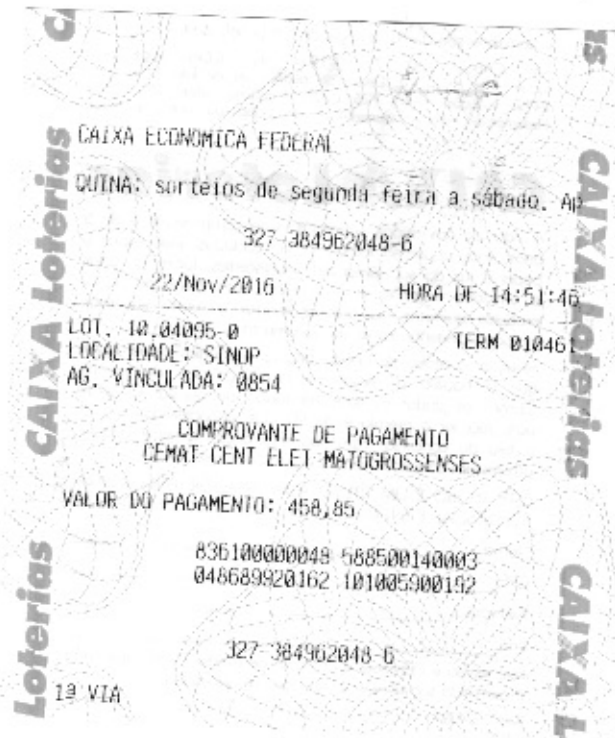 CAIXA ECONOMICA FEDERAL
QUINA: sorteios de segunda feira a sábado. Ap
327-384962048-6
22/Nov/2016 HORA DF 14:51:46
LOT. 10.04095-0 TERM 010461
LOCALIDADE: SINOP
AG. VINCULADA: 0854
COMPROVANTE DE PAGAMENTO
CEMAT CENT ELET MATOGROSSENSES
VALOR DO PAGAMENTO: 458,85
836100000048 588500140003
048689920162 101005900192
327-384962048-6
1ª VIA
CAIXA Loterias
Loterias
CAIXA Loterias
CAIXA L